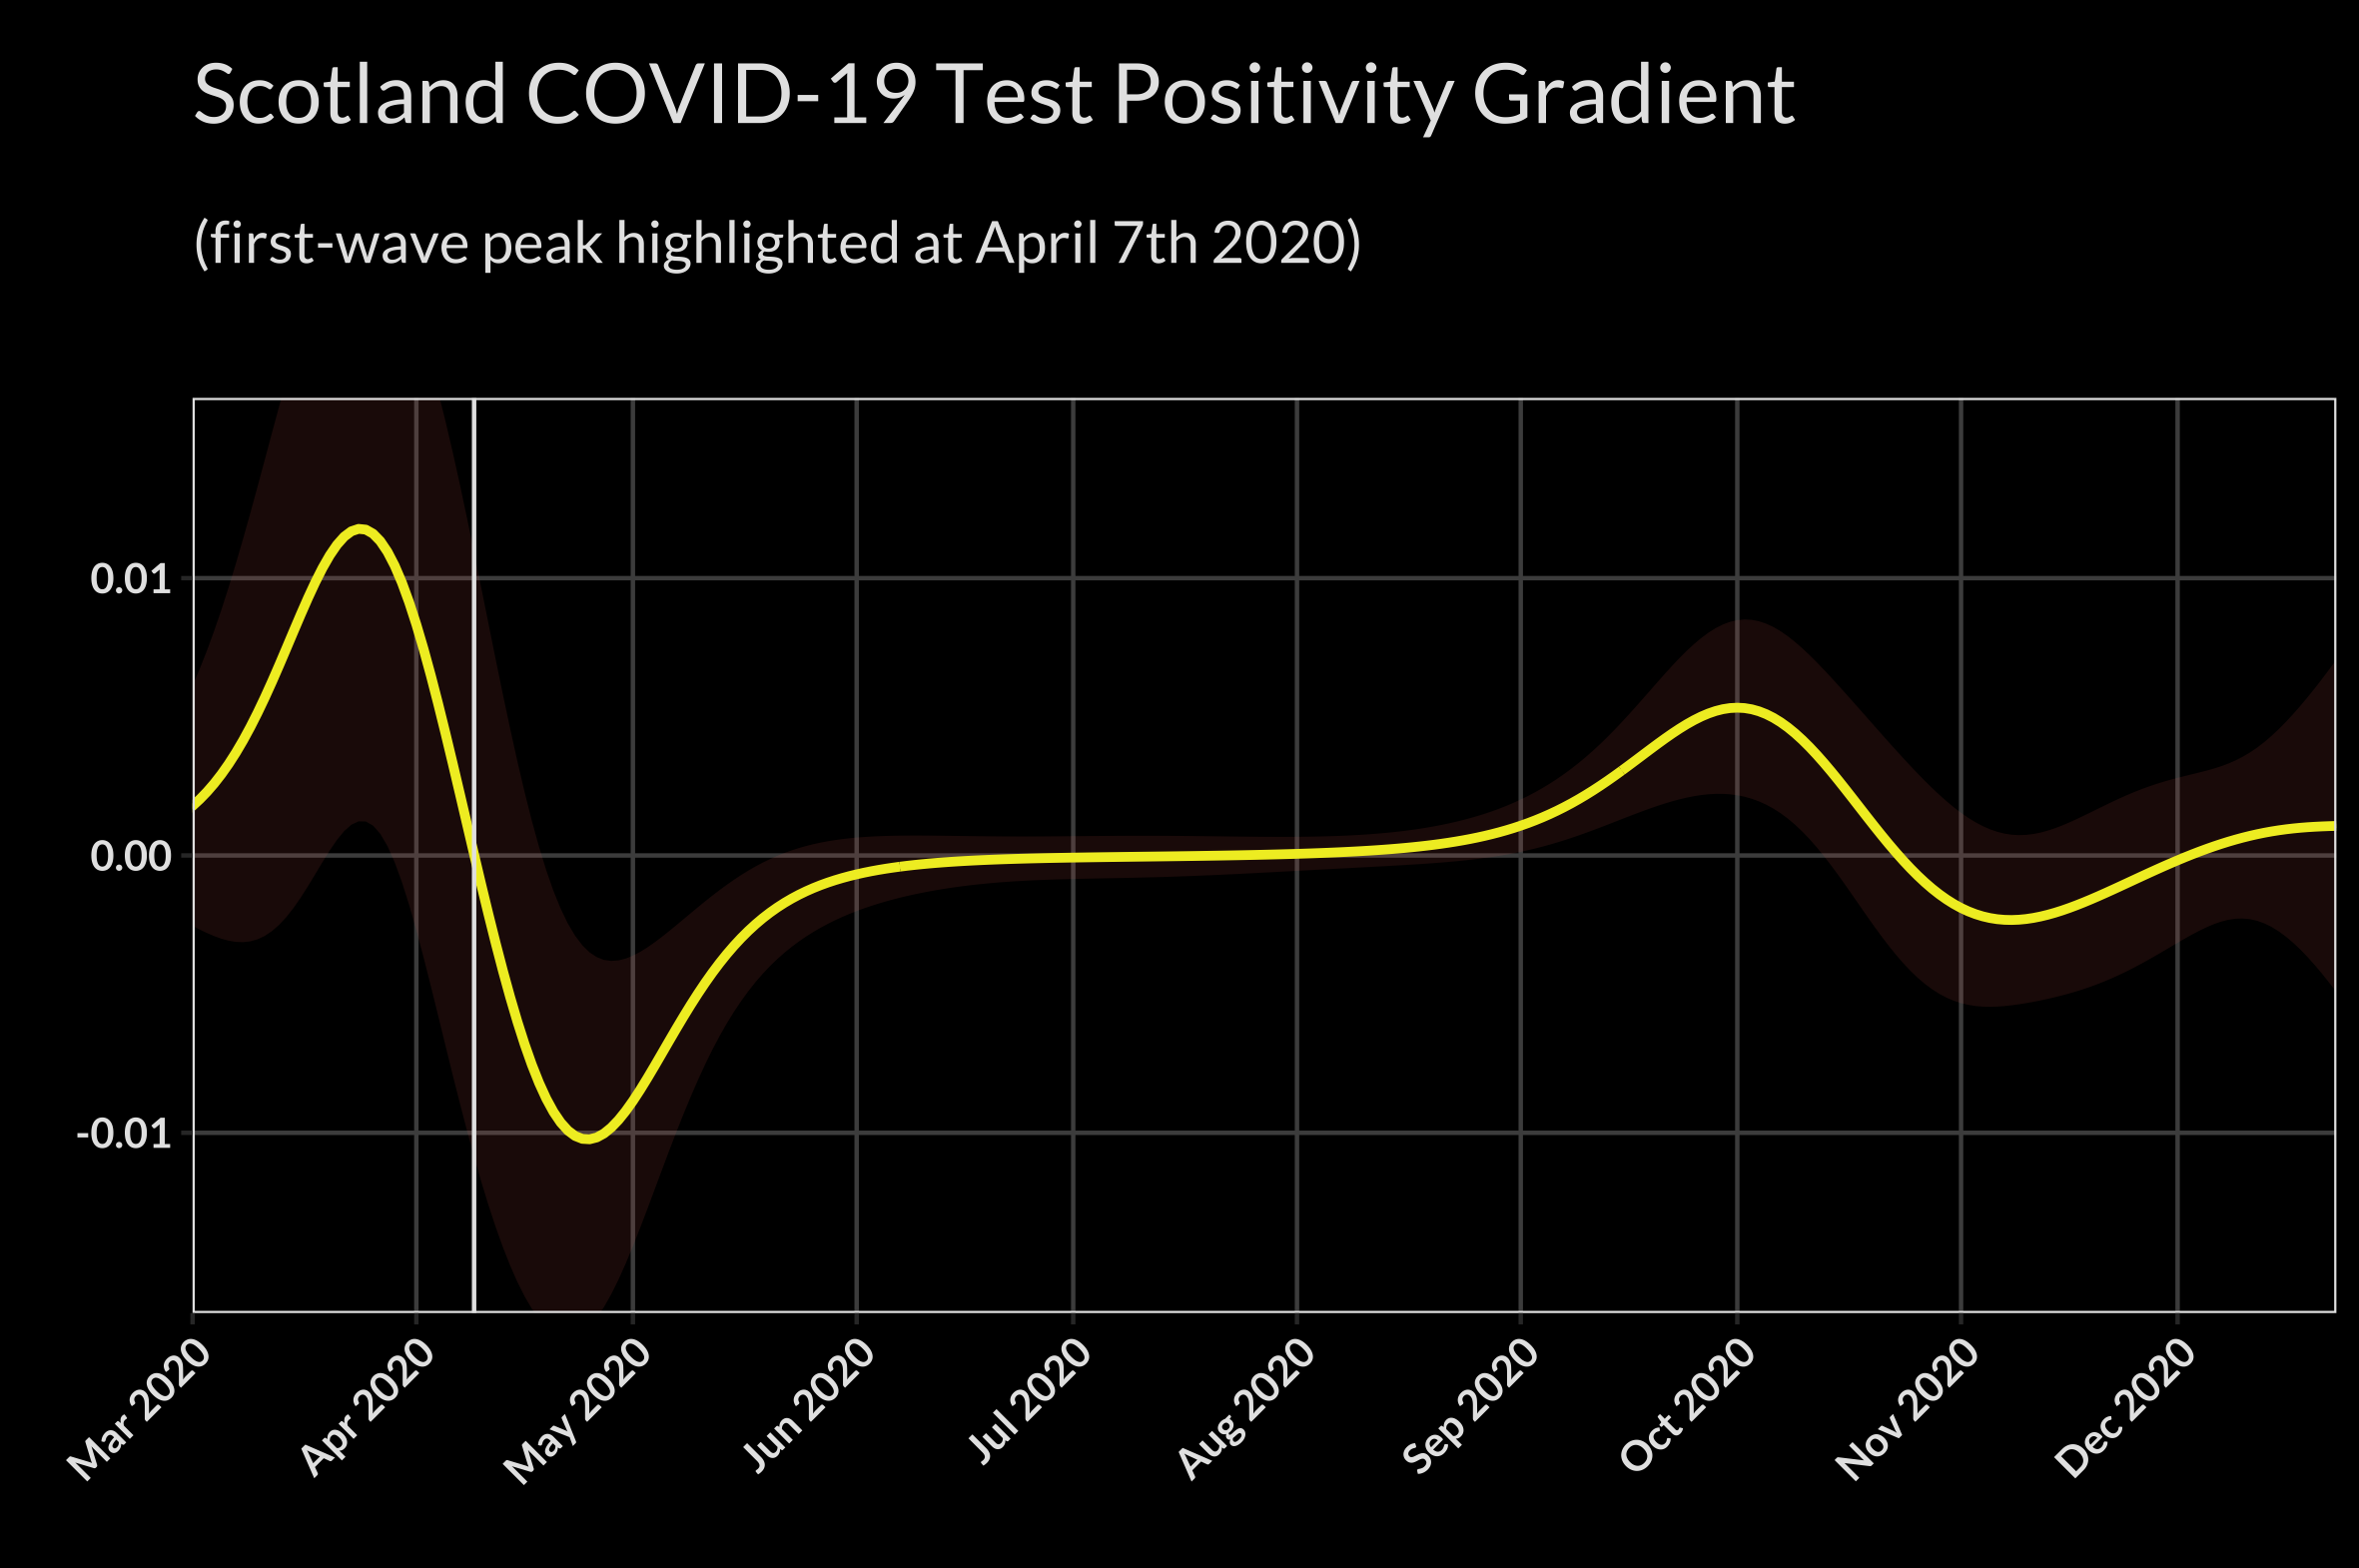 Scotland COVID-19 Test Positivity Gradient
(first-wave peak highlighted at April 7th 2020)
0.01
0.00
-0.01
Mar 2020
Apr 2020
May 2020
Jun 2020
Jul 2020
Aug 2020
Sep 2020
Oct 2020
Nov 2020
Dec 2020